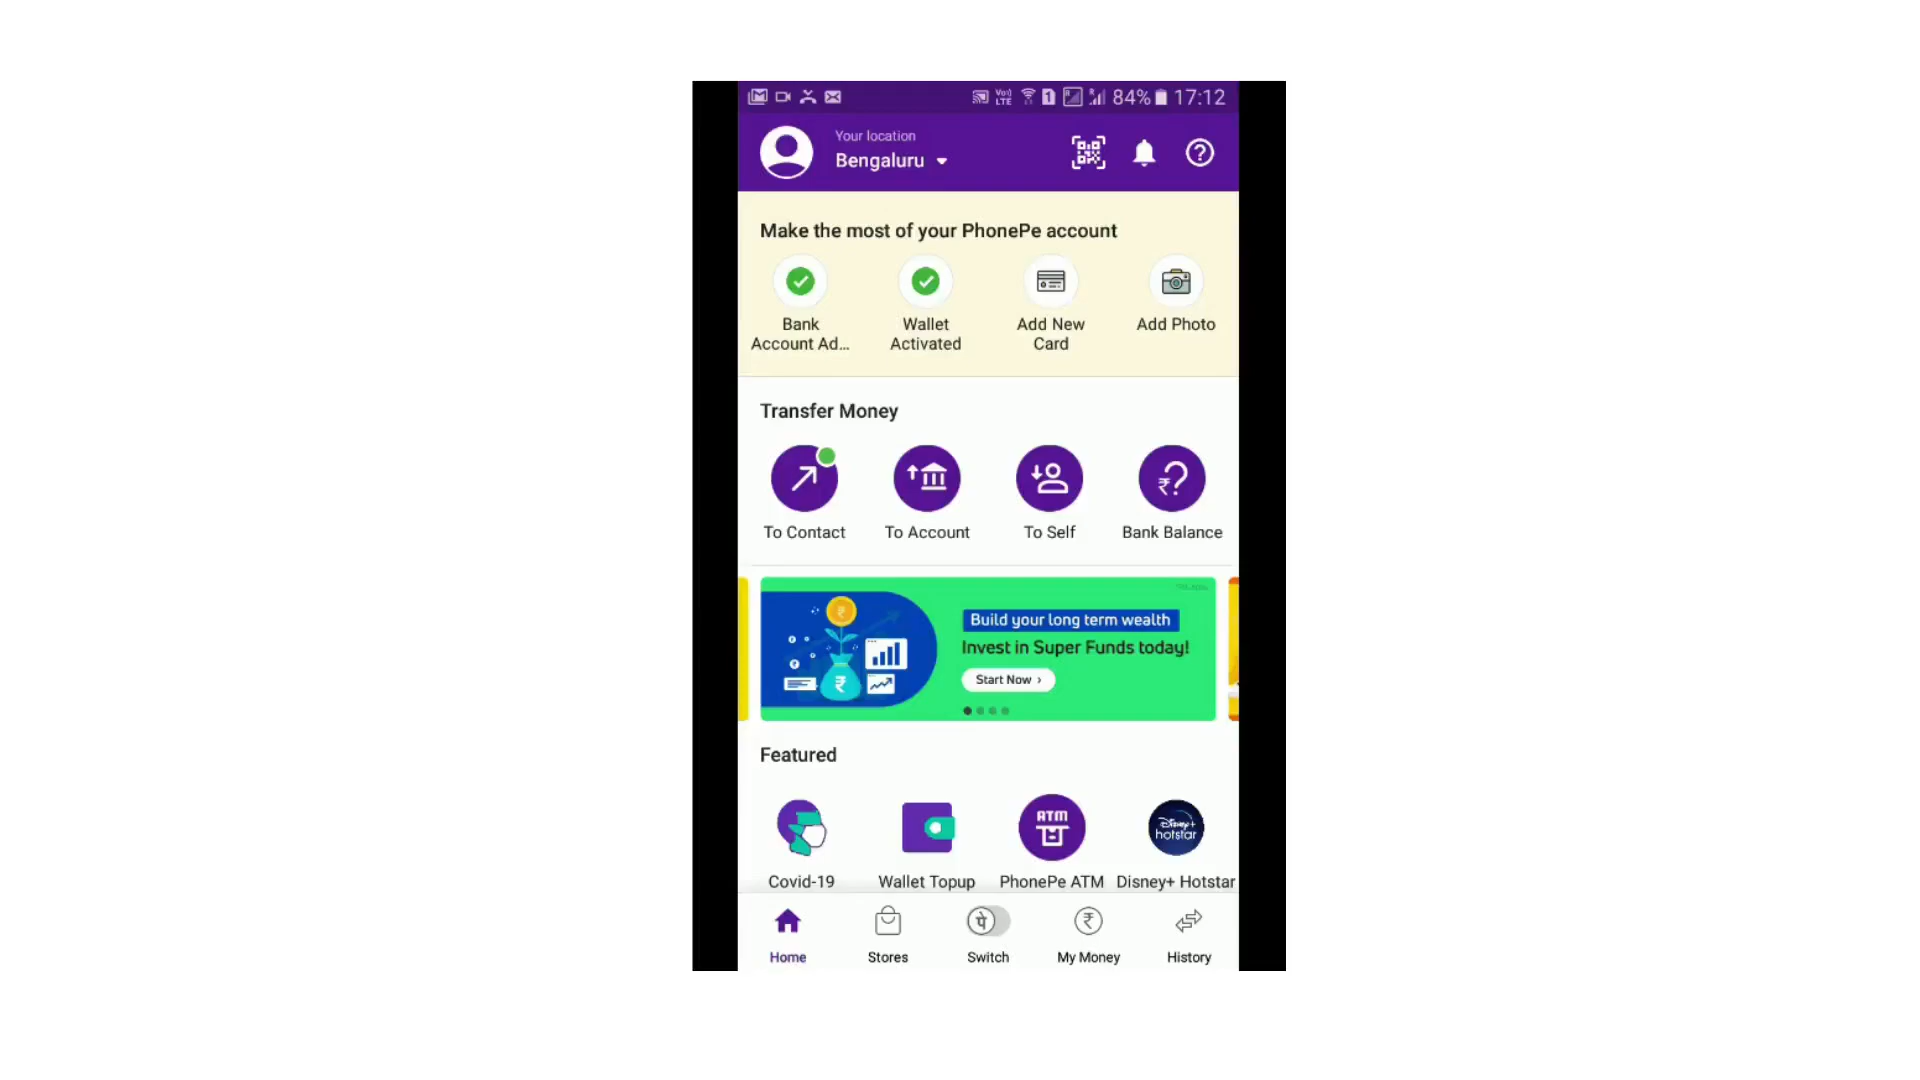 84% 17:12
Your location
Bengaluru
Make the most of your PhonePe account
Bank
Account Ad...
Wallet
Activated
Add New
Card
Add Photo
Transfer Money
To Contact
To Account
To Self
Bank Balance
Build your long term wealth
Invest in Super Funds today!
Start Now ›
Featured
ATM
Disney+
hotstar
Covid-19
Wallet Topup
PhonePe ATM
Disney+ Hotstar
पे
Home
Stores
Switch
My Money
History